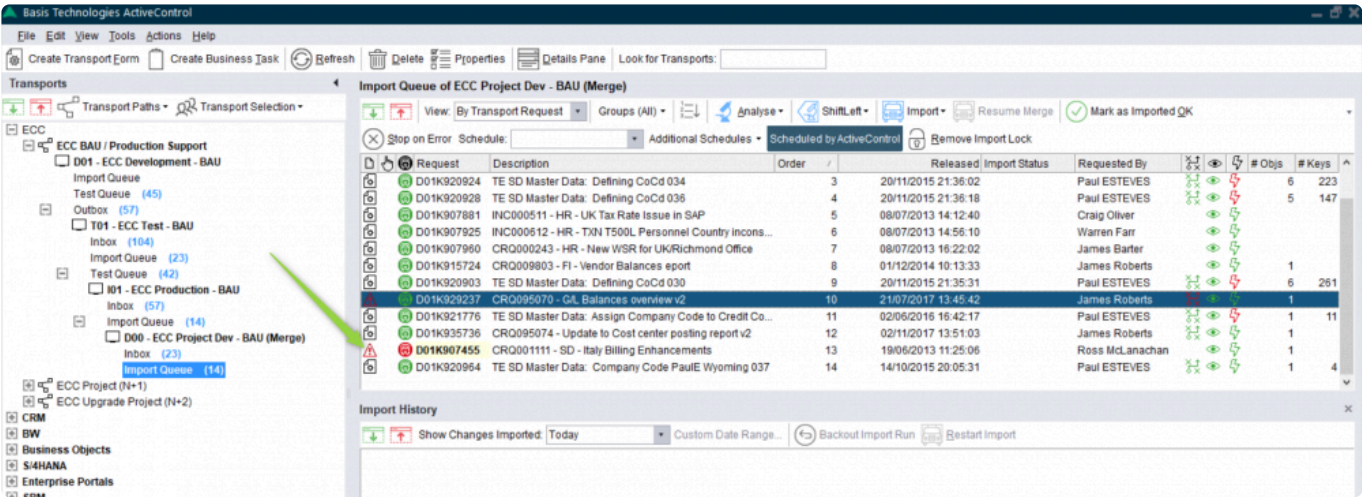 Basis Technologies ActiveControl
File Edit View Tools Actions Help
Create Transport Form Create Business Task Refresh Delete Properties Details Pane Look for Transports:
Transports
Transport Paths Transport Selection
ECC
ECC BAU / Production Support
D01 - ECC Development - BAU
Import Queue
Test Queue (45)
Outbox (57)
T01 - ECC Test - BAU
Inbox (104)
Import Queue (23)
Test Queue (42)
I01 - ECC Production - BAU
Inbox (57)
Import Queue (14)
D00 - ECC Project Dev - BAU (Merge)
Inbox (23)
Import Queue (14)
ECC Project (N+1)
ECC Upgrade Project (N+2)
CRM
BW
Business Objects
S/4HANA
Enterprise Portals
SRM
Import Queue of ECC Project Dev - BAU (Merge)
View: By Transport Request Groups (All) Analyse ShiftLeft Import Resume Merge Mark as Imported OK
Stop on Error Schedule: Additional Schedules Scheduled by ActiveControl Remove Import Lock
Request Description Order Released Import Status Requested By # Objs # Keys
D01K920924 TE SD Master Data: Defining CoCd 034 3 20/11/2015 21:36:02 Paul ESTEVES 6 223
D01K920928 TE SD Master Data: Defining CoCd 036 4 20/11/2015 21:36:18 Paul ESTEVES 5 147
D01K907881 INC000511 - HR - UK Tax Rate Issue in SAP 5 08/07/2013 14:12:40 Craig Oliver
D01K907925 INC000612 - HR - TXN T500L Personnel Country incons... 6 08/07/2013 14:56:10 Warren Farr
D01K907960 CRQ000243 - HR - New WSR for UK/Richmond Office 7 08/07/2013 16:22:02 James Barter
D01K915724 CRQ009803 - FI - Vendor Balances eport 8 01/12/2014 10:13:33 James Roberts 1
D01K920903 TE SD Master Data: Defining CoCd 030 9 20/11/2015 21:35:31 Paul ESTEVES 6 261
D01K929237 CRQ095070 - G/L Balances overview v2 10 21/07/2017 13:45:42 James Roberts 1
D01K921776 TE SD Master Data: Assign Company Code to Credit Co... 11 02/06/2016 16:42:17 Paul ESTEVES 1 11
D01K935736 CRQ095074 - Update to Cost center posting report v2 12 02/11/2017 13:51:03 James Roberts 1
D01K907455 CRQ001111 - SD - Italy Billing Enhancements 13 19/06/2013 11:25:06 Ross McLanachan 1
D01K920964 TE SD Master Data: Company Code PaulE Wyoming 037 14 14/10/2015 20:05:31 Paul ESTEVES 1 4
Import History
Show Changes Imported: Today Custom Date Range... Backout Import Run Restart Import